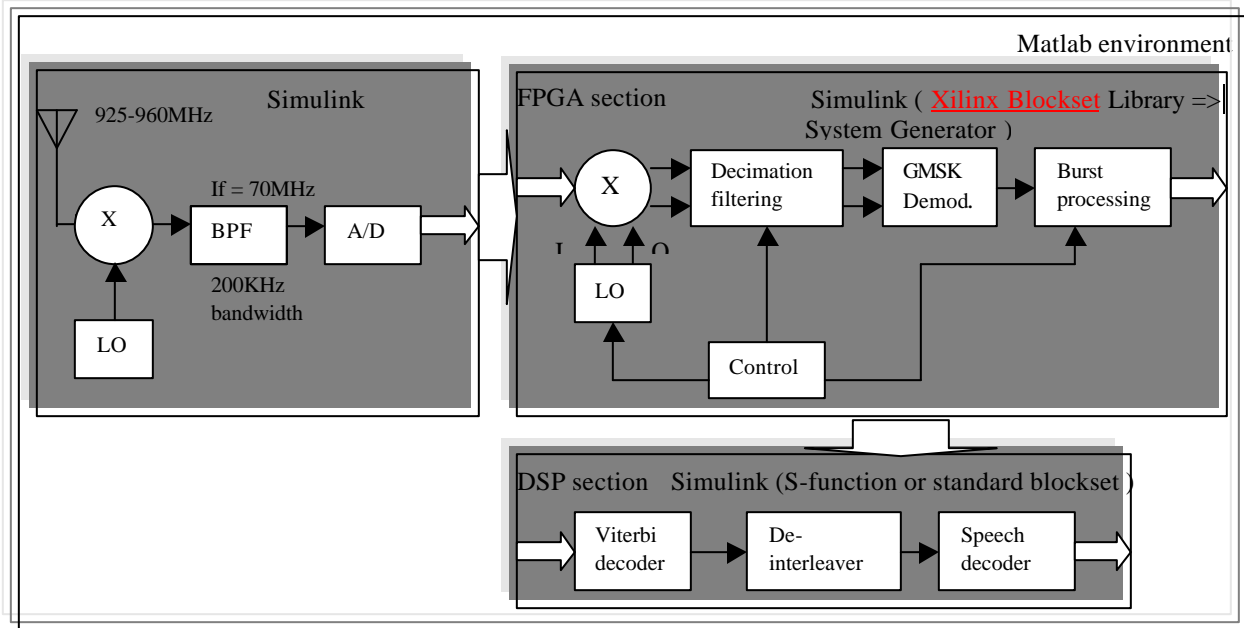 Matlab environment
Simulink
925-960MHz
X
If = 70MHz
BPF
A/D
200KHz
bandwidth
LO
FPGA section
Simulink ( Xilinx Blockset Library =>
System Generator )
X
Decimation
filtering
GMSK
Demod.
Burst
processing
LO
Control
DSP section
Simulink (S-function or standard blockset )
Viterbi
decoder
De-
interleaver
Speech
decoder